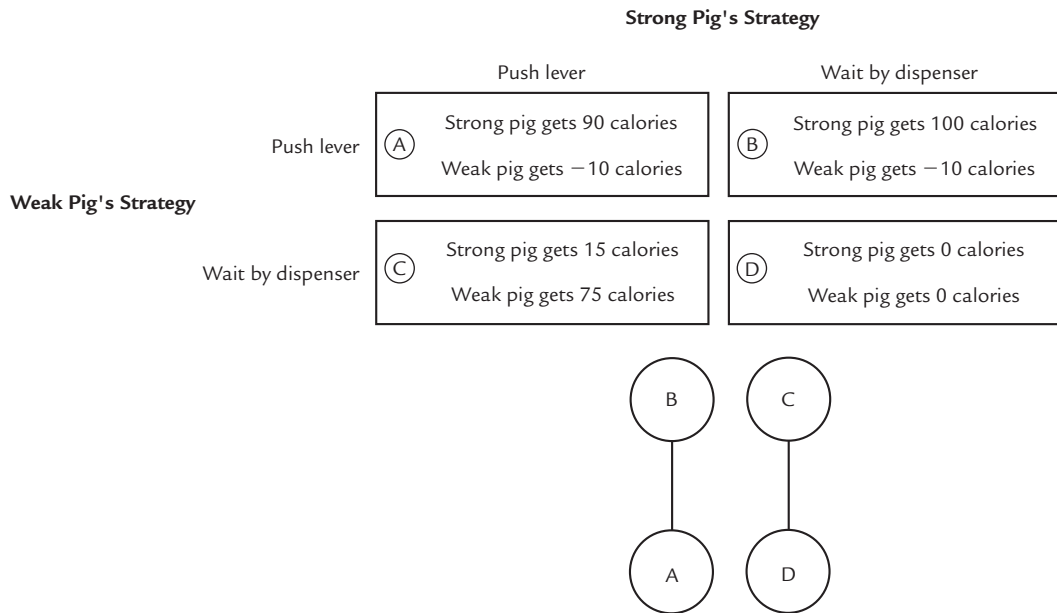 Strong Pig's Strategy
Push lever
Wait by dispenser
Push lever
A
Strong pig gets 90 calories
Weak pig gets −10 calories
B
Strong pig gets 100 calories
Weak pig gets −10 calories
Weak Pig's Strategy
Wait by dispenser
C
Strong pig gets 15 calories
Weak pig gets 75 calories
D
Strong pig gets 0 calories
Weak pig gets 0 calories
B
C
A
D